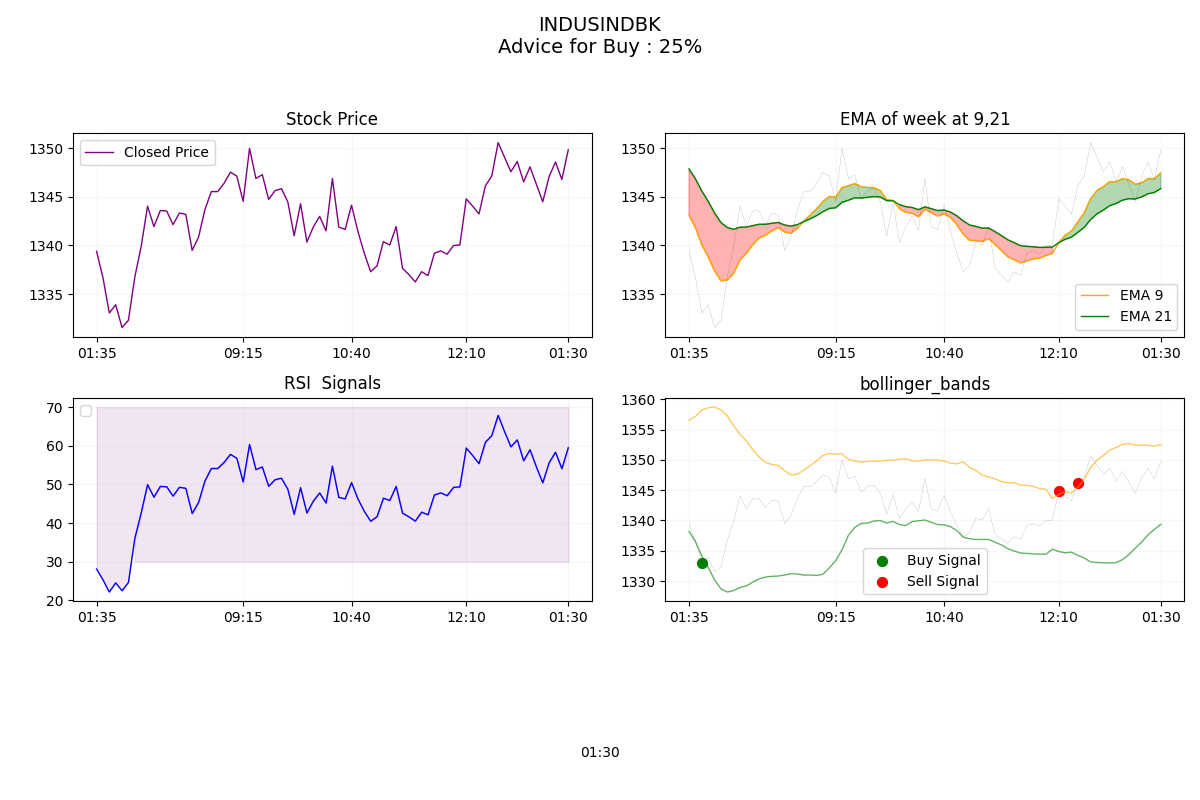 INDUSINDBK
Advice for Buy : 25%
Stock Price
Closed Price
1350
1345
1340
1335
01:35 09:15 10:40 12:10 01:30
EMA of week at 9,21
1350
1345
1340
1335
EMA 9
EMA 21
01:35 09:15 10:40 12:10 01:30
RSI  Signals
70
60
50
40
30
20
01:35 09:15 10:40 12:10 01:30
bollinger_bands
1360
1355
1350
1345
1340
1335
1330
Buy Signal
Sell Signal
01:35 09:15 10:40 12:10 01:30
01:30